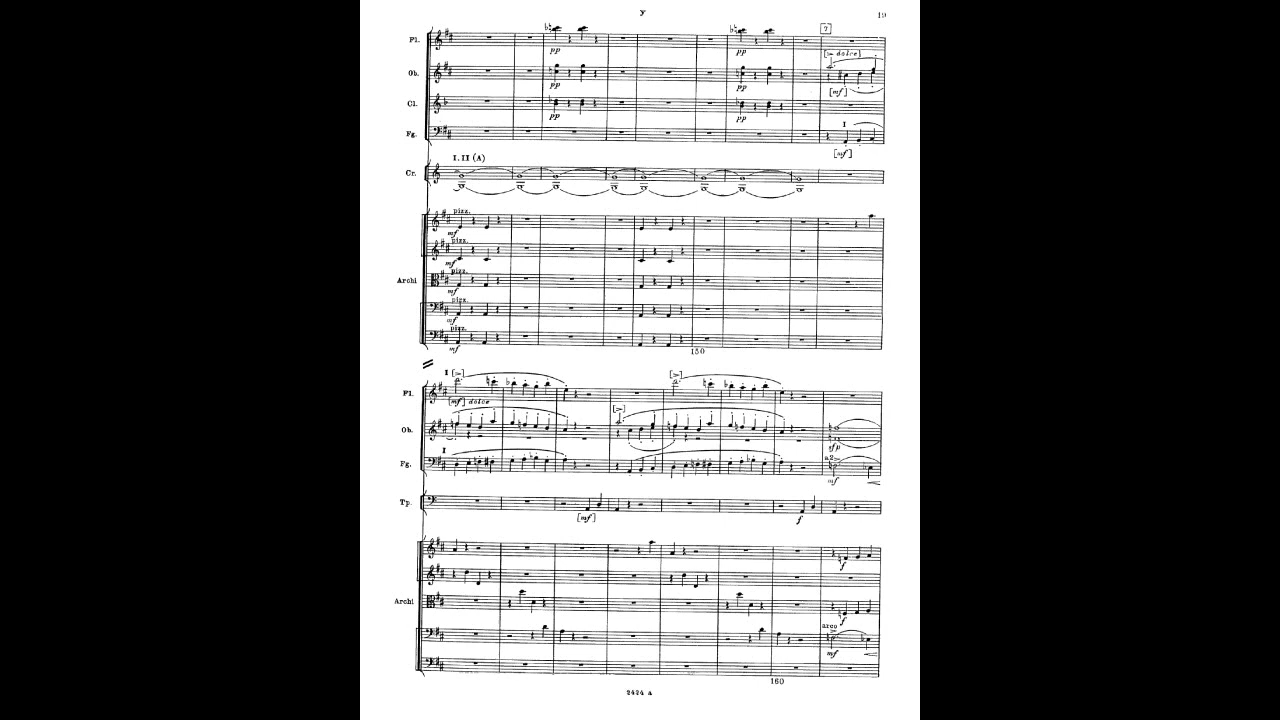 y
19
Fl. pp pp 7
[> dolce]
Ob. pp pp [mf]
Cl. pp pp
I
Fg. [mf]
I. II (A)
Cr.
pizz.
mf
pizz.
mf
Archi pizz.
mf
pizz.
mf
pizz.
mf
150
I [>] [>]
Fl.
[mf] dolce
[>]
Ob. sfp
I a2
Fg. mf
Tp. [mf] f
f
Archi f
arco
mf
160
2424 a